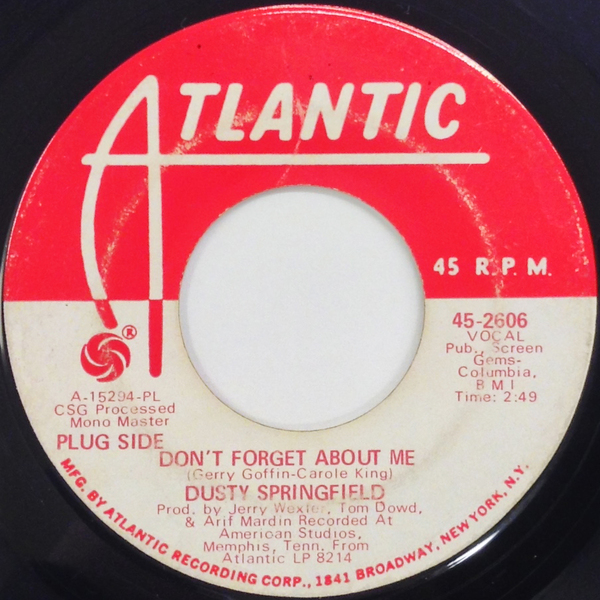 ATLANTIC
45 R.P.M.
®
45-2606
VOCAL
Pub., Screen
Gems-
Columbia,
BMI
Time: 2:49
A-15294-PL
CSG Processed
Mono Master
PLUG SIDE
DON'T FORGET ABOUT ME
(Gerry Goffin-Carole King)
DUSTY SPRINGFIELD
Prod. by Jerry Wexler, Tom Dowd,
& Arif Mardin Recorded At
American Studios,
Memphis, Tenn. From
Atlantic LP 8214
MFG. BY ATLANTIC RECORDING CORP., 1841 BROADWAY, NEW YORK, N.Y.